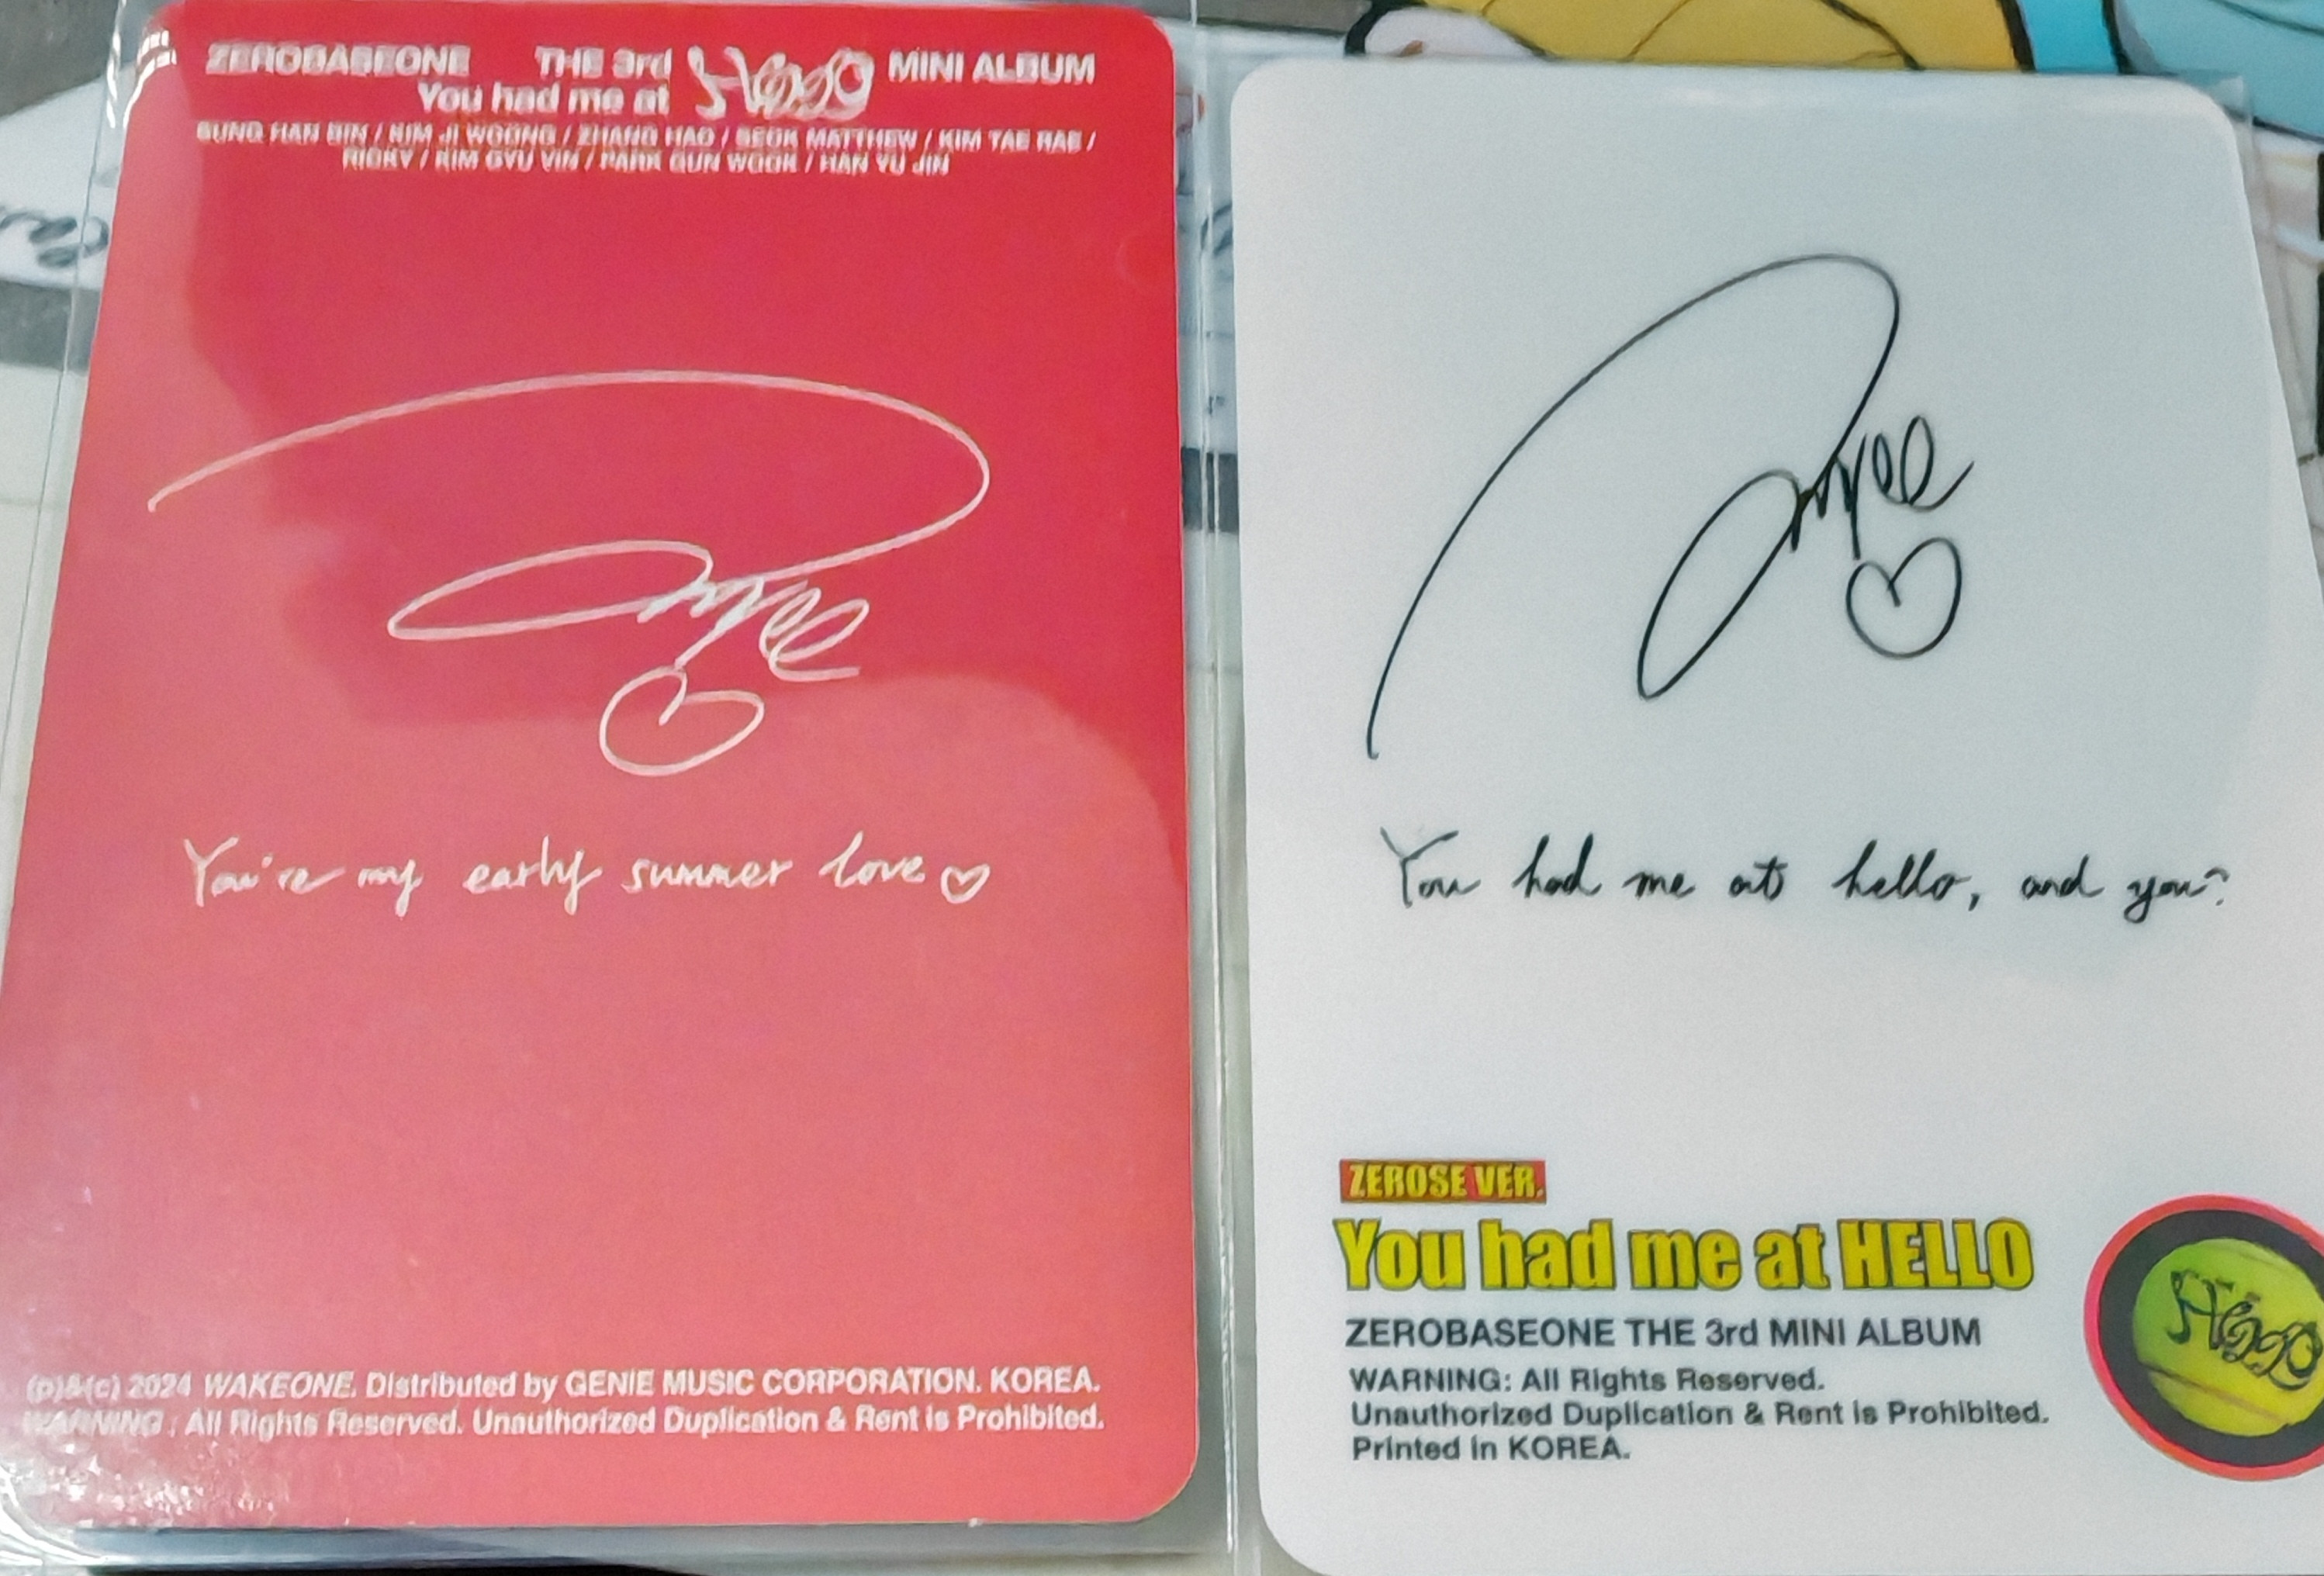 ZEROBASEONE THE 3rd MINI ALBUM
You had me at Hello
SUNG HAN BIN / KIM JI WOONG / ZHANG HAO / SEOK MATTHEW / KIM TAE RAE /
RICKY / KIM GYU VIN / PARK GUN WOOK / HAN YU JIN
You're my early summer love
(p)&(c) 2024 WAKEONE. Distributed by GENIE MUSIC CORPORATION. KOREA.
WARNING : All Rights Reserved. Unauthorized Duplication & Rent is Prohibited.
You had me at hello, and you?
ZEROSE VER.
You had me at HELLO
ZEROBASEONE THE 3rd MINI ALBUM
WARNING: All Rights Reserved.
Unauthorized Duplication & Rent is Prohibited.
Printed in KOREA.
Hello